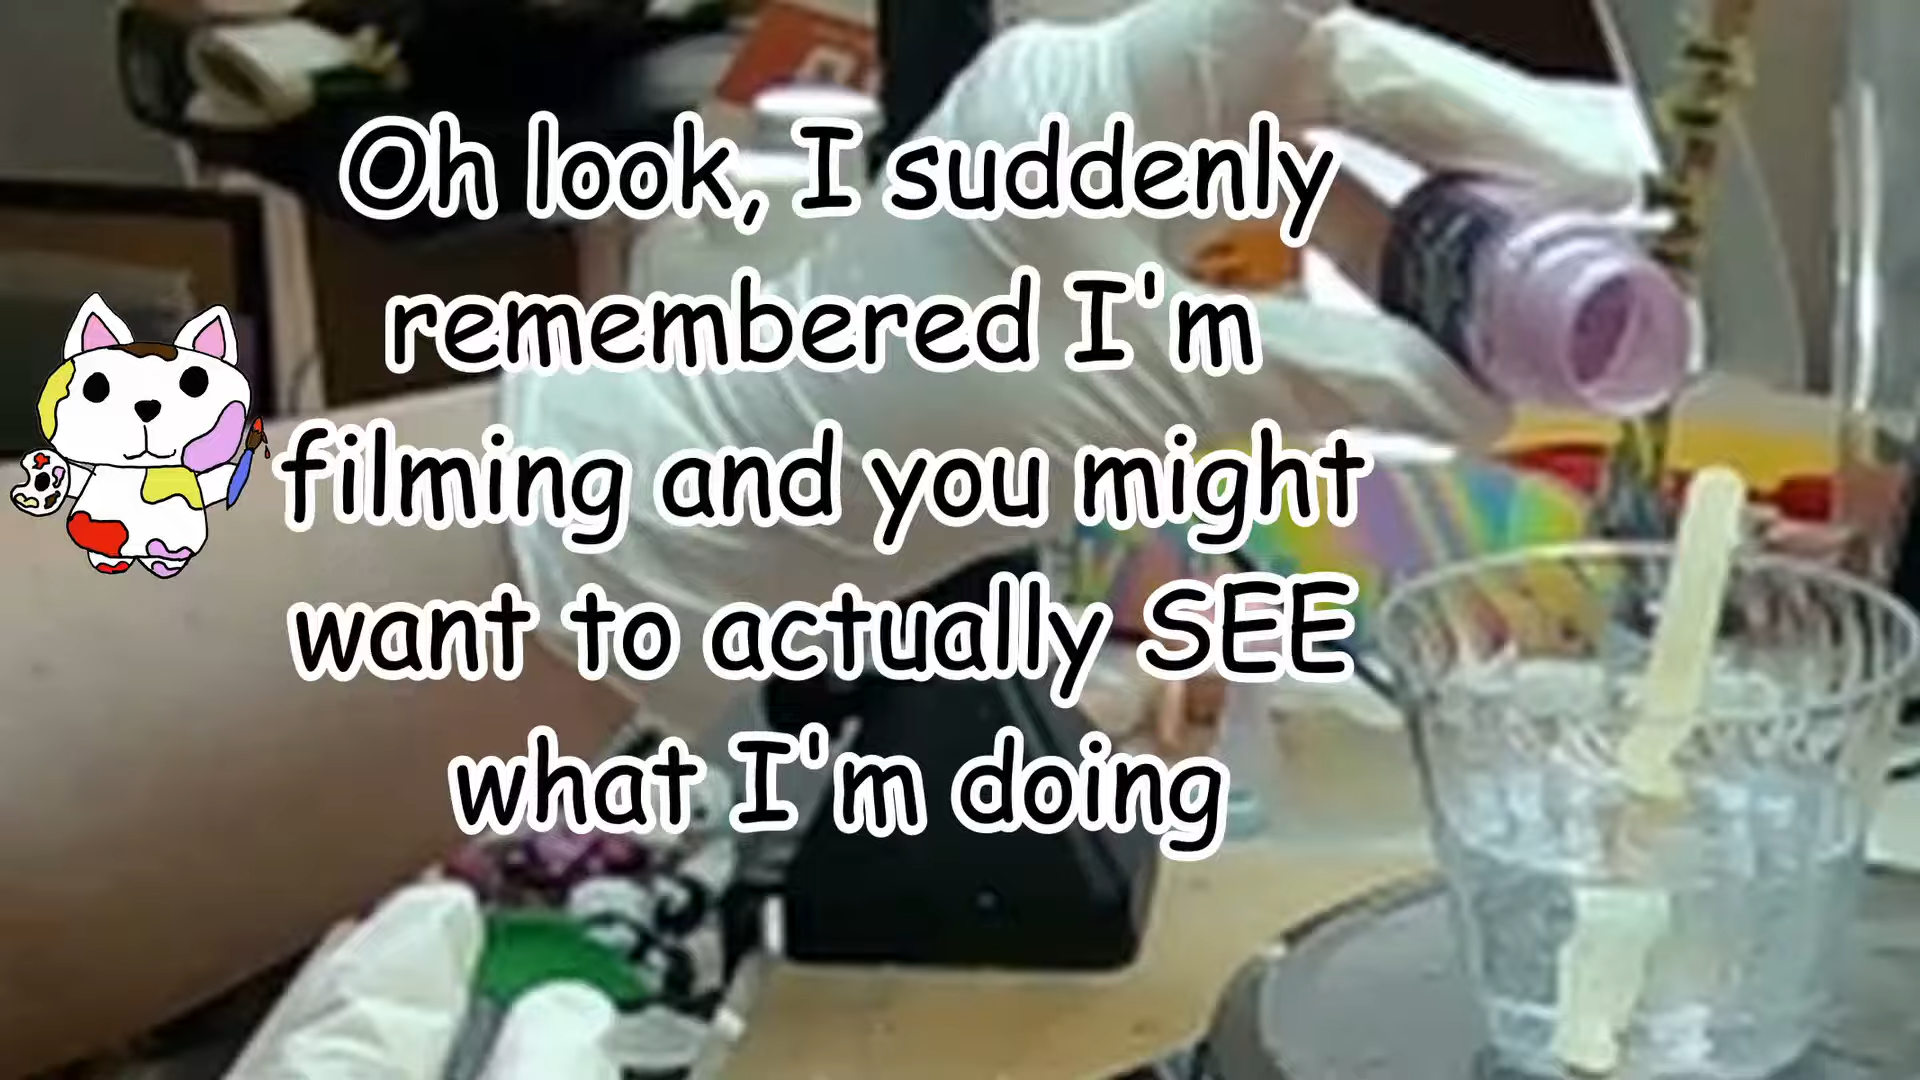 Oh look, I suddenly
remembered I'm
filming and you might
want to actually SEE
what I'm doing